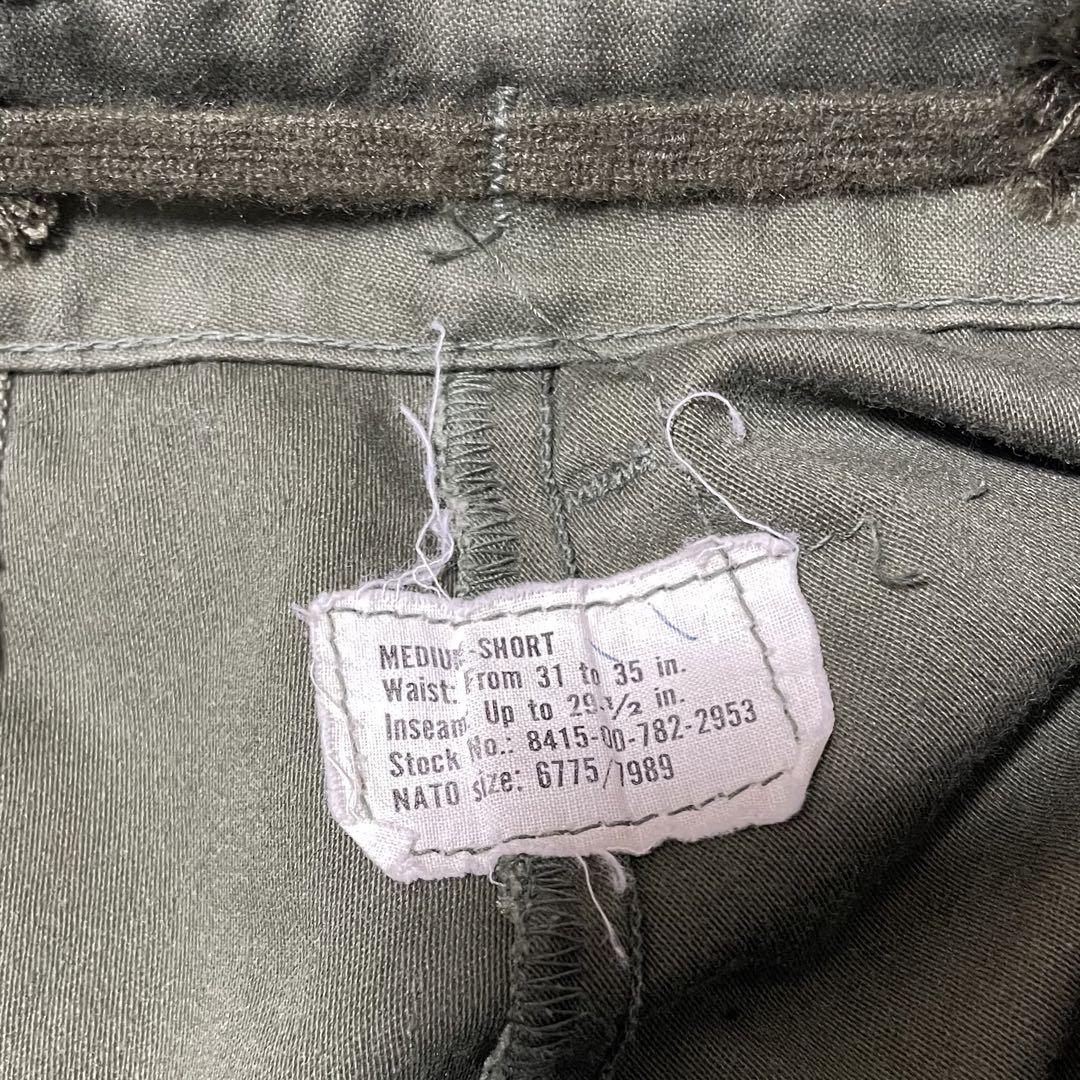 MEDIUM-SHORT
Waist: From 31 to 35 in.
Inseam: Up to 29-1/2 in.
Stock No.: 8415-00-782-2953
NATO size: 6775/7989